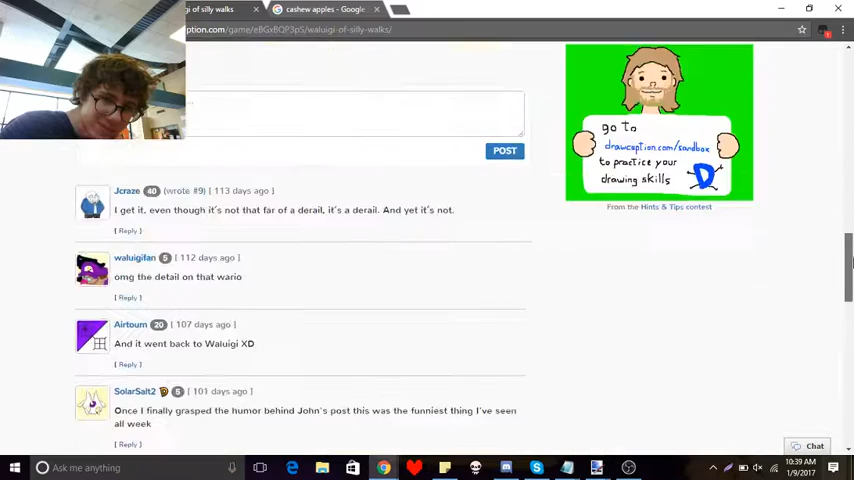 gi of silly walks
cashew apples - Google
ption.com/game/eBGxBQP3pS/waluigi-of-silly-walks/
POST
go to
drawception.com/sandbox
to practice your
drawing skills
D
From the Hints & Tips contest
Jcraze 40 (wrote #9) [ 113 days ago ]
I get it, even though it's not that far of a derail, it's a derail. And yet it's not.
[ Reply ]
waluigifan 5 [ 112 days ago ]
omg the detail on that wario
[ Reply ]
Airtoum 20 [ 107 days ago ]
And it went back to Waluigi XD
[ Reply ]
SolarSalt2 5 [ 101 days ago ]
Once I finally grasped the humor behind John's post this was the funniest thing I've seen
all week
[ Reply ]
Chat
Ask me anything
10:39 AM
1/9/2017